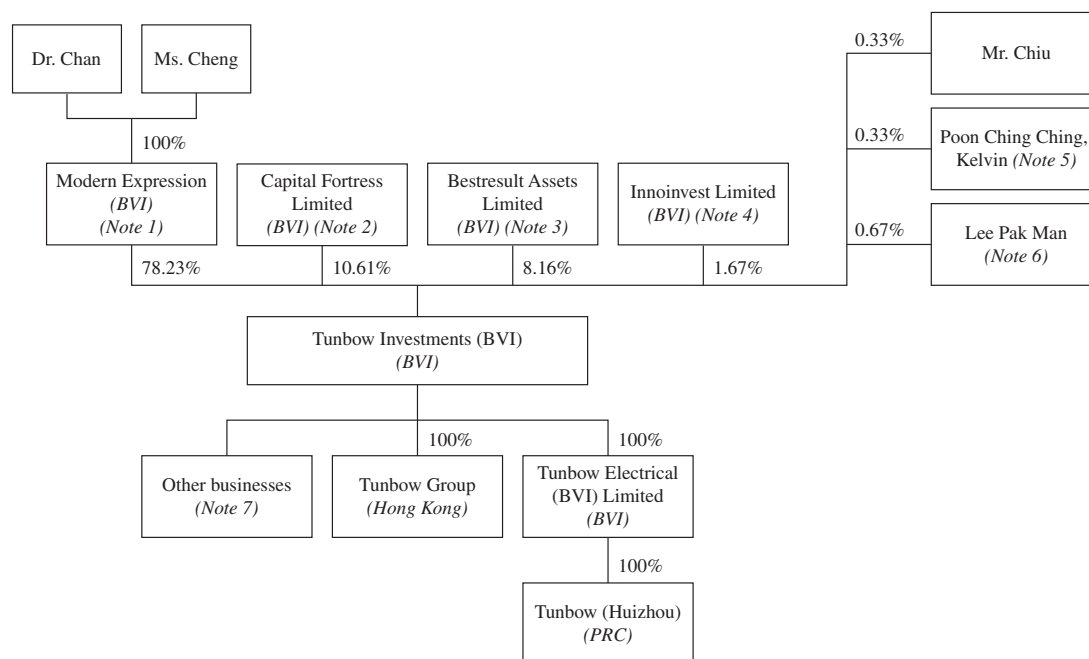 Dr. Chan
Ms. Cheng
0.33%
Mr. Chiu
100%
0.33%
Poon Ching Ching,
Kelvin (Note 5)
Modern Expression
(BVI)
(Note 1)
Capital Fortress
Limited
(BVI) (Note 2)
Bestresult Assets
Limited
(BVI) (Note 3)
Innoinvest Limited
(BVI) (Note 4)
0.67%
Lee Pak Man
(Note 6)
78.23%
10.61%
8.16%
1.67%
Tunbow Investments (BVI)
(BVI)
100%
100%
Other businesses
(Note 7)
Tunbow Group
(Hong Kong)
Tunbow Electrical
(BVI) Limited
(BVI)
100%
Tunbow (Huizhou)
(PRC)